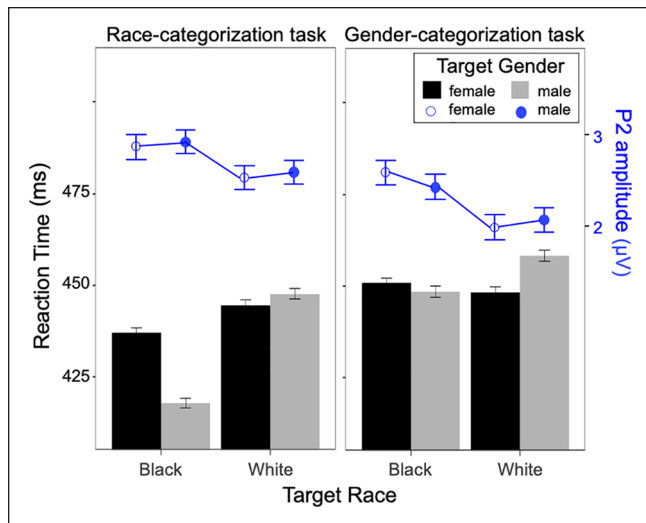 Race-categorization task
Gender-categorization task
Target Gender
female male
female male
Reaction Time (ms)
475
450
425
P2 amplitude (µV)
3
2
Black White
Black White
Target Race